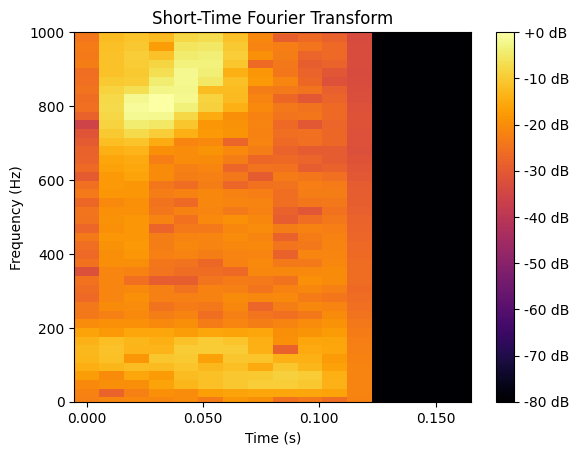 Short-Time Fourier Transform
1000
800
600
400
200
0
Frequency (Hz)
0.000
0.050
0.100
0.150
Time (s)
+0 dB
-10 dB
-20 dB
-30 dB
-40 dB
-50 dB
-60 dB
-70 dB
-80 dB